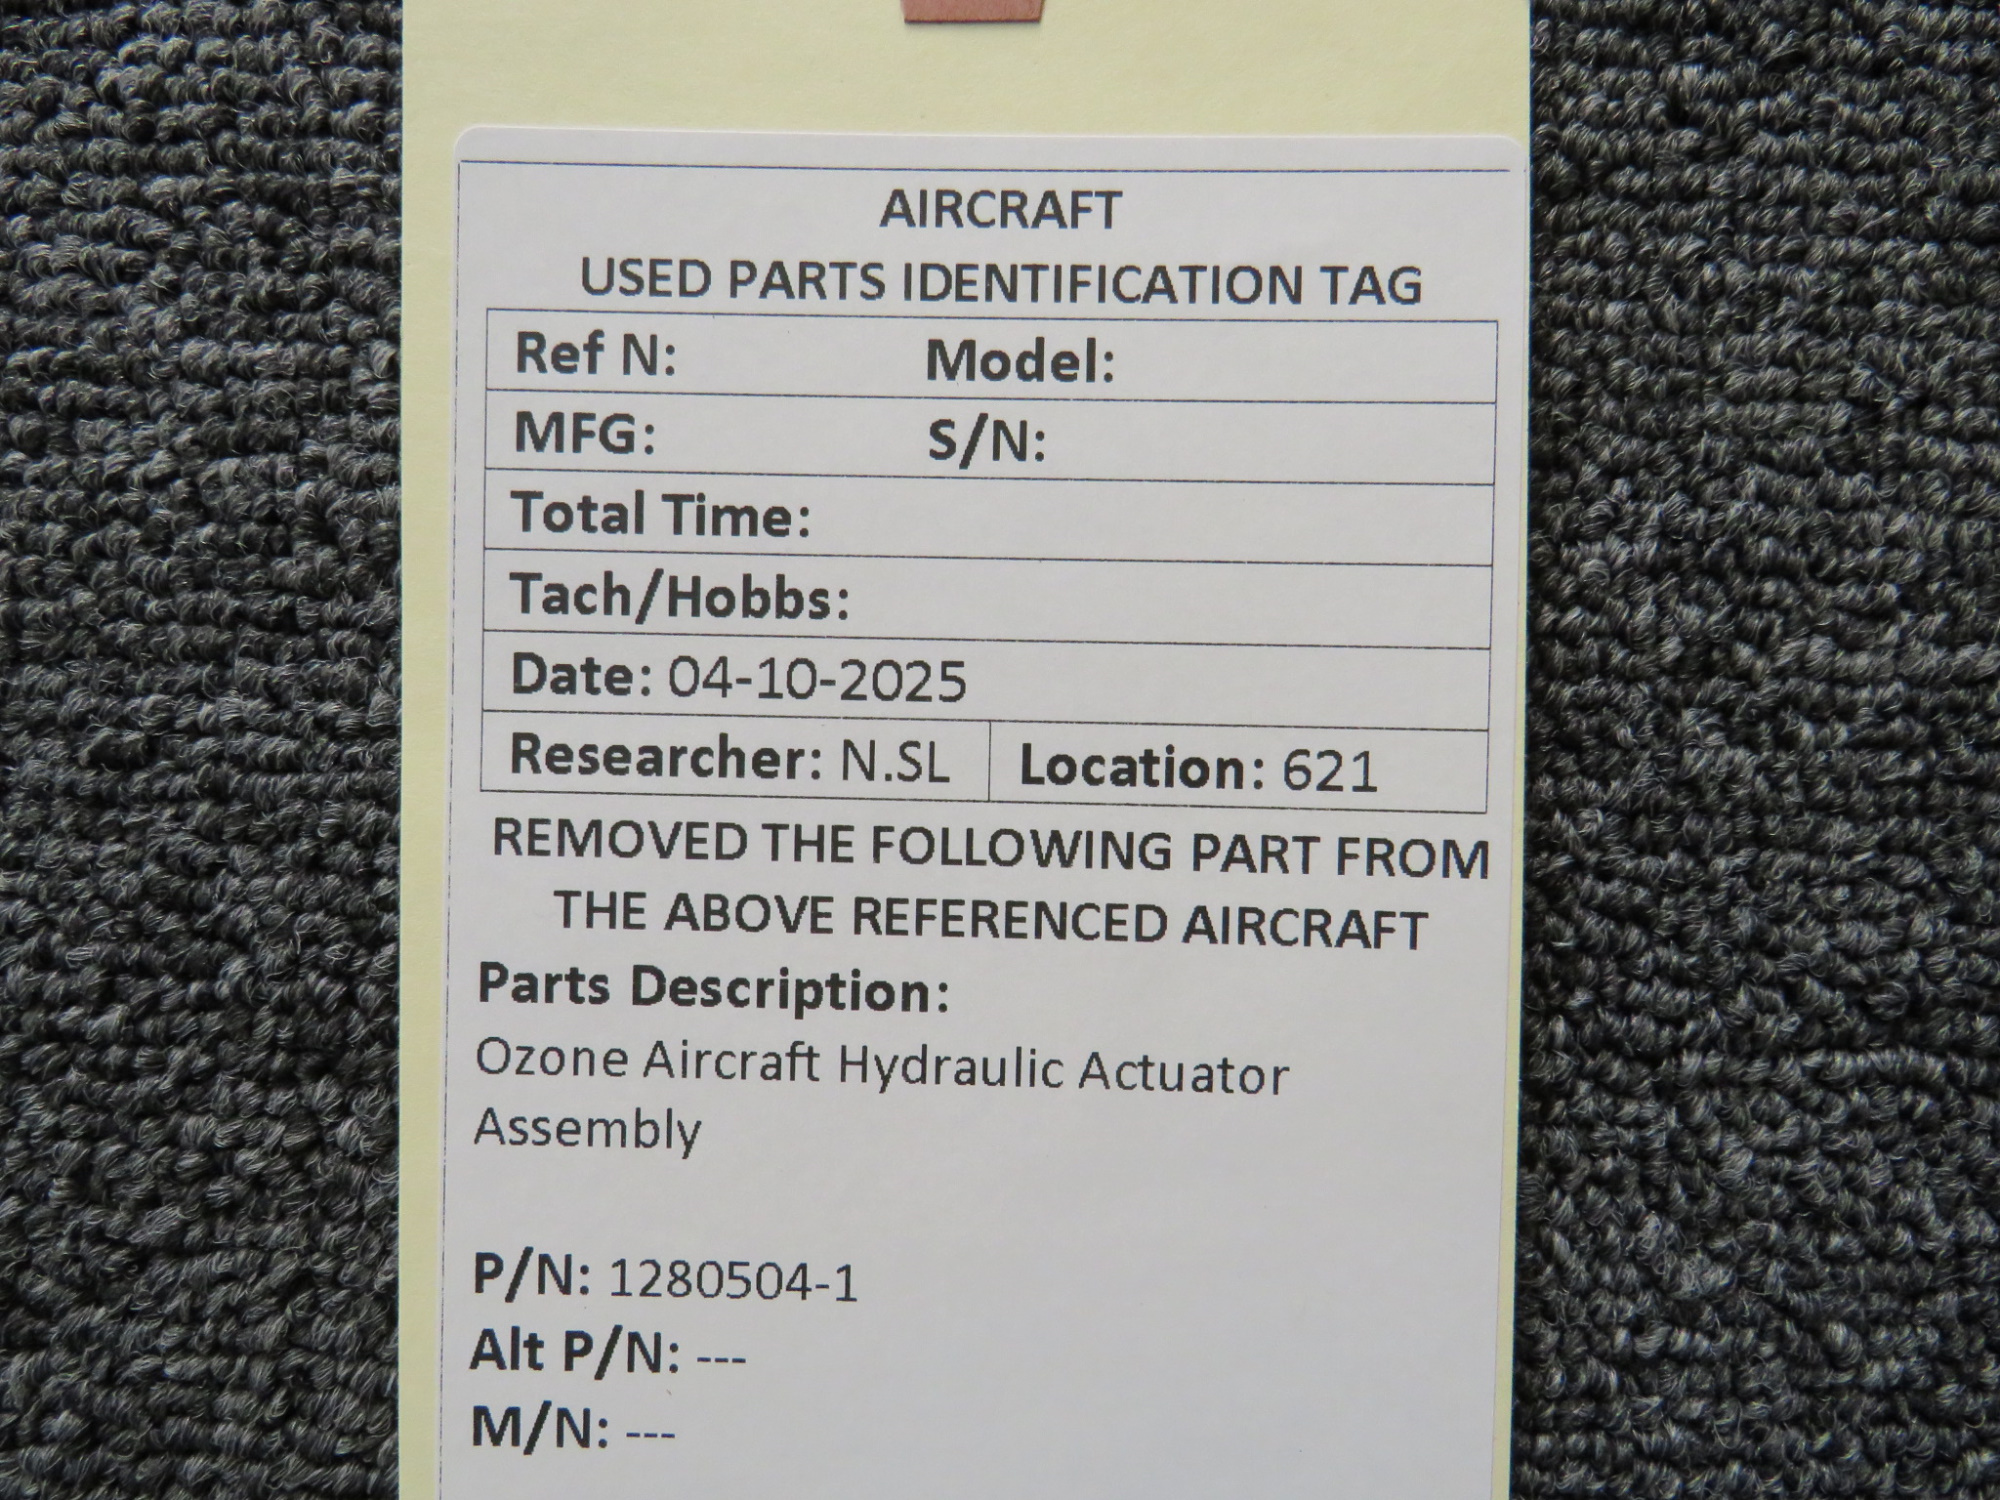 AIRCRAFT
USED PARTS IDENTIFICATION TAG
Ref N: Model:
MFG: S/N:
Total Time:
Tach/Hobbs:
Date: 04-10-2025
Researcher: N.SL Location: 621
REMOVED THE FOLLOWING PART FROM
THE ABOVE REFERENCED AIRCRAFT
Parts Description:
Ozone Aircraft Hydraulic Actuator
Assembly
P/N: 1280504-1
Alt P/N: ---
M/N: ---